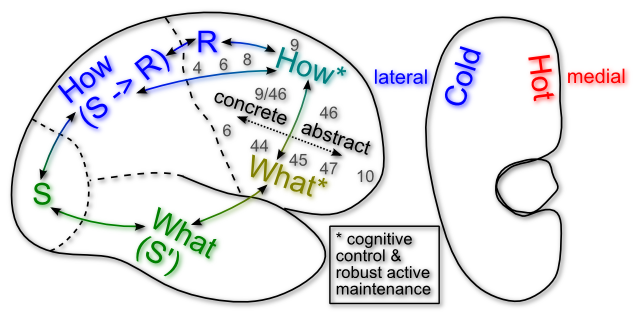 9
R
How
(S -> R)
4 6 8
How*
9/46
concrete
46
abstract
6
44 45 47
What*
10
S
What
(S')
* cognitive
control &
robust active
maintenance
lateral
Cold
Hot
medial